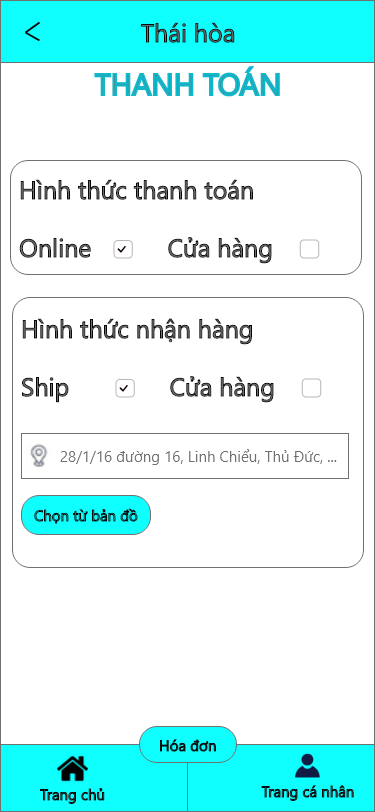 Thái hòa
THANH TOÁN
Hình thức thanh toán
Online Cửa hàng
Hình thức nhận hàng
Ship Cửa hàng
28/1/16 đường 16, Linh Chiểu, Thủ Đức, ...
Chọn từ bản đồ
Hóa đơn
Trang chủ Trang cá nhân